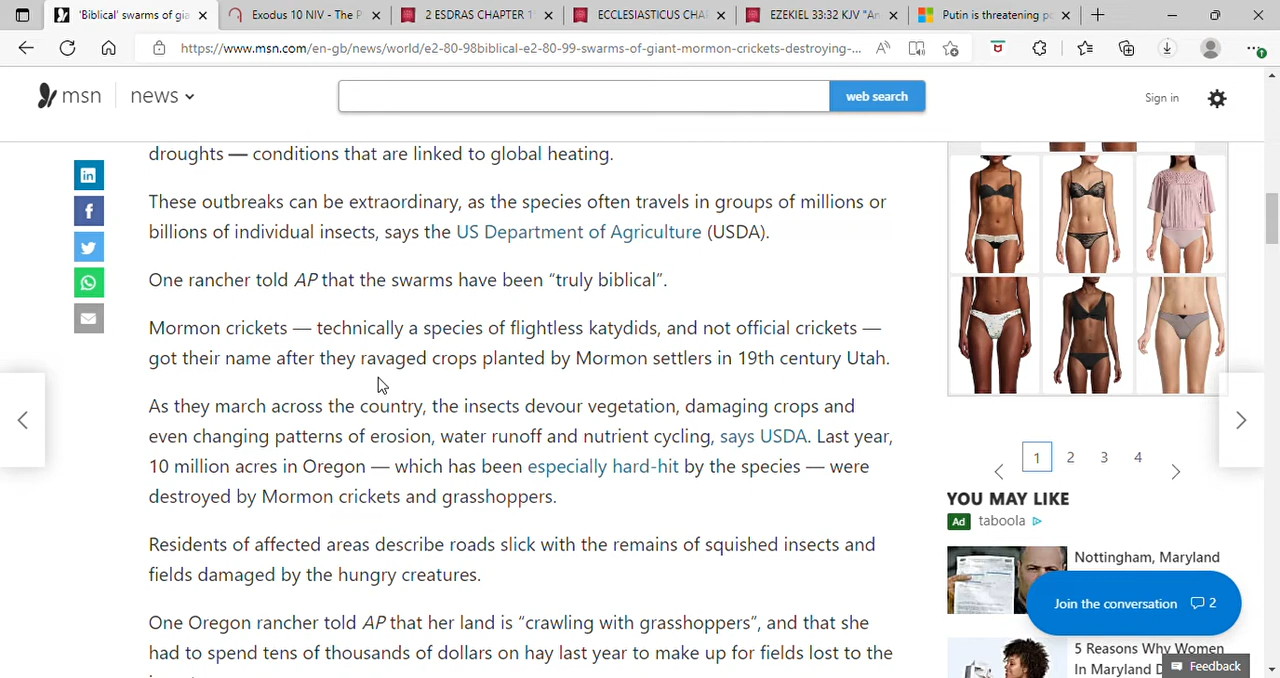 'Biblical' swarms of gia
Exodus 10 NIV - The P
2 ESDRAS CHAPTER 1
ECCLESIASTICUS CHA
EZEKIEL 33:32 KJV "An
Putin is threatening p
https://www.msn.com/en-gb/news/world/e2-80-98biblical-e2-80-99-swarms-of-giant-mormon-crickets-destroying-...
msn news
web search
Sign in
droughts — conditions that are linked to global heating.
These outbreaks can be extraordinary, as the species often travels in groups of millions or
billions of individual insects, says the US Department of Agriculture (USDA).
One rancher told AP that the swarms have been “truly biblical”.
Mormon crickets — technically a species of flightless katydids, and not official crickets —
got their name after they ravaged crops planted by Mormon settlers in 19th century Utah.
As they march across the country, the insects devour vegetation, damaging crops and
even changing patterns of erosion, water runoff and nutrient cycling, says USDA. Last year,
10 million acres in Oregon — which has been especially hard-hit by the species — were
destroyed by Mormon crickets and grasshoppers.
Residents of affected areas describe roads slick with the remains of squished insects and
fields damaged by the hungry creatures.
One Oregon rancher told AP that her land is “crawling with grasshoppers”, and that she
had to spend tens of thousands of dollars on hay last year to make up for fields lost to the
1 2 3 4
YOU MAY LIKE
Ad taboola
Nottingham, Maryland
Join the conversation 2
5 Reasons Why Women
In Maryland
Feedback